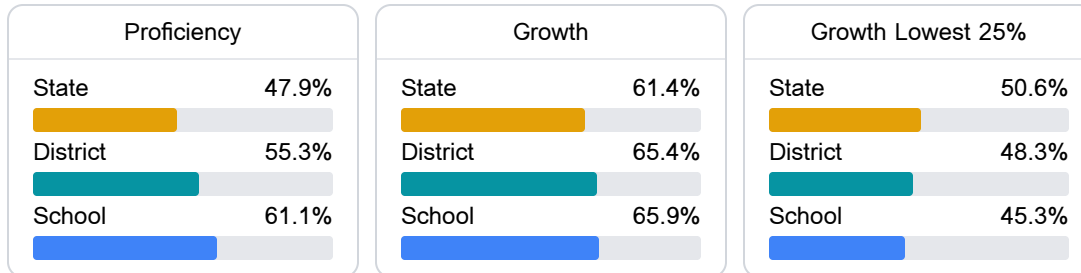 Proficiency
State 47.9%
District 55.3%
School 61.1%
Growth
State 61.4%
District 65.4%
School 65.9%
Growth Lowest 25%
State 50.6%
District 48.3%
School 45.3%